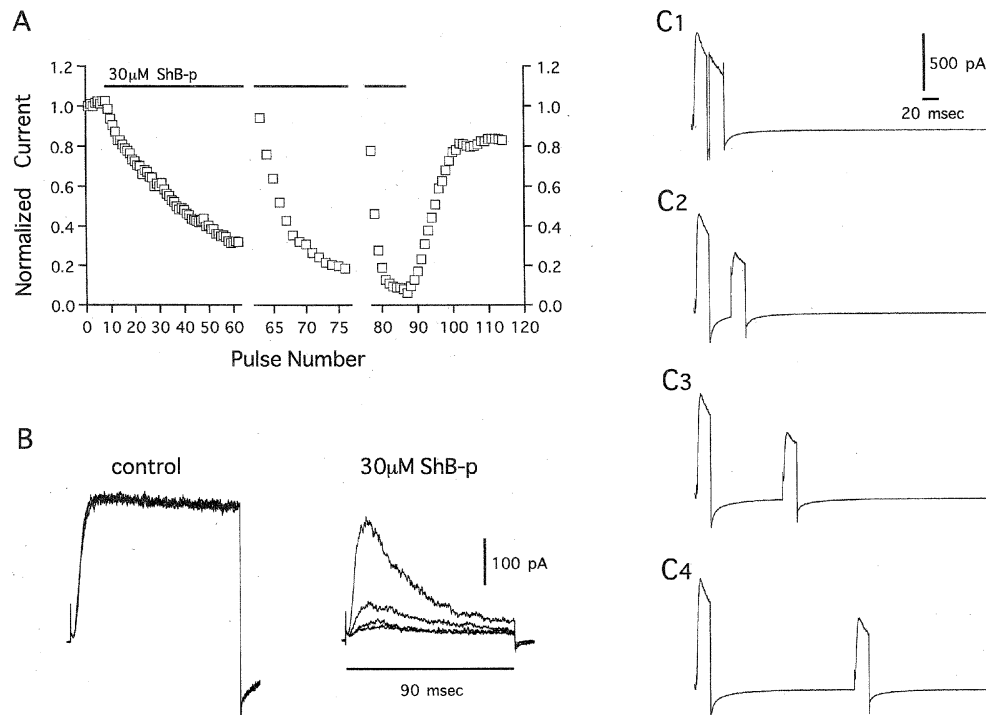 A
Normalized Current
1.2
1.0
0.8
0.6
0.4
0.2
0.0
30μM ShB-p
1.2
1.0
0.8
0.6
0.4
0.2
0.0
0 10 20 30 40 50 60
65 70 75
80 90 100 110 120
Pulse Number
B
control
30μM ShB-p
100 pA
90 msec
C1
500 pA
20 msec
C2
C3
C4